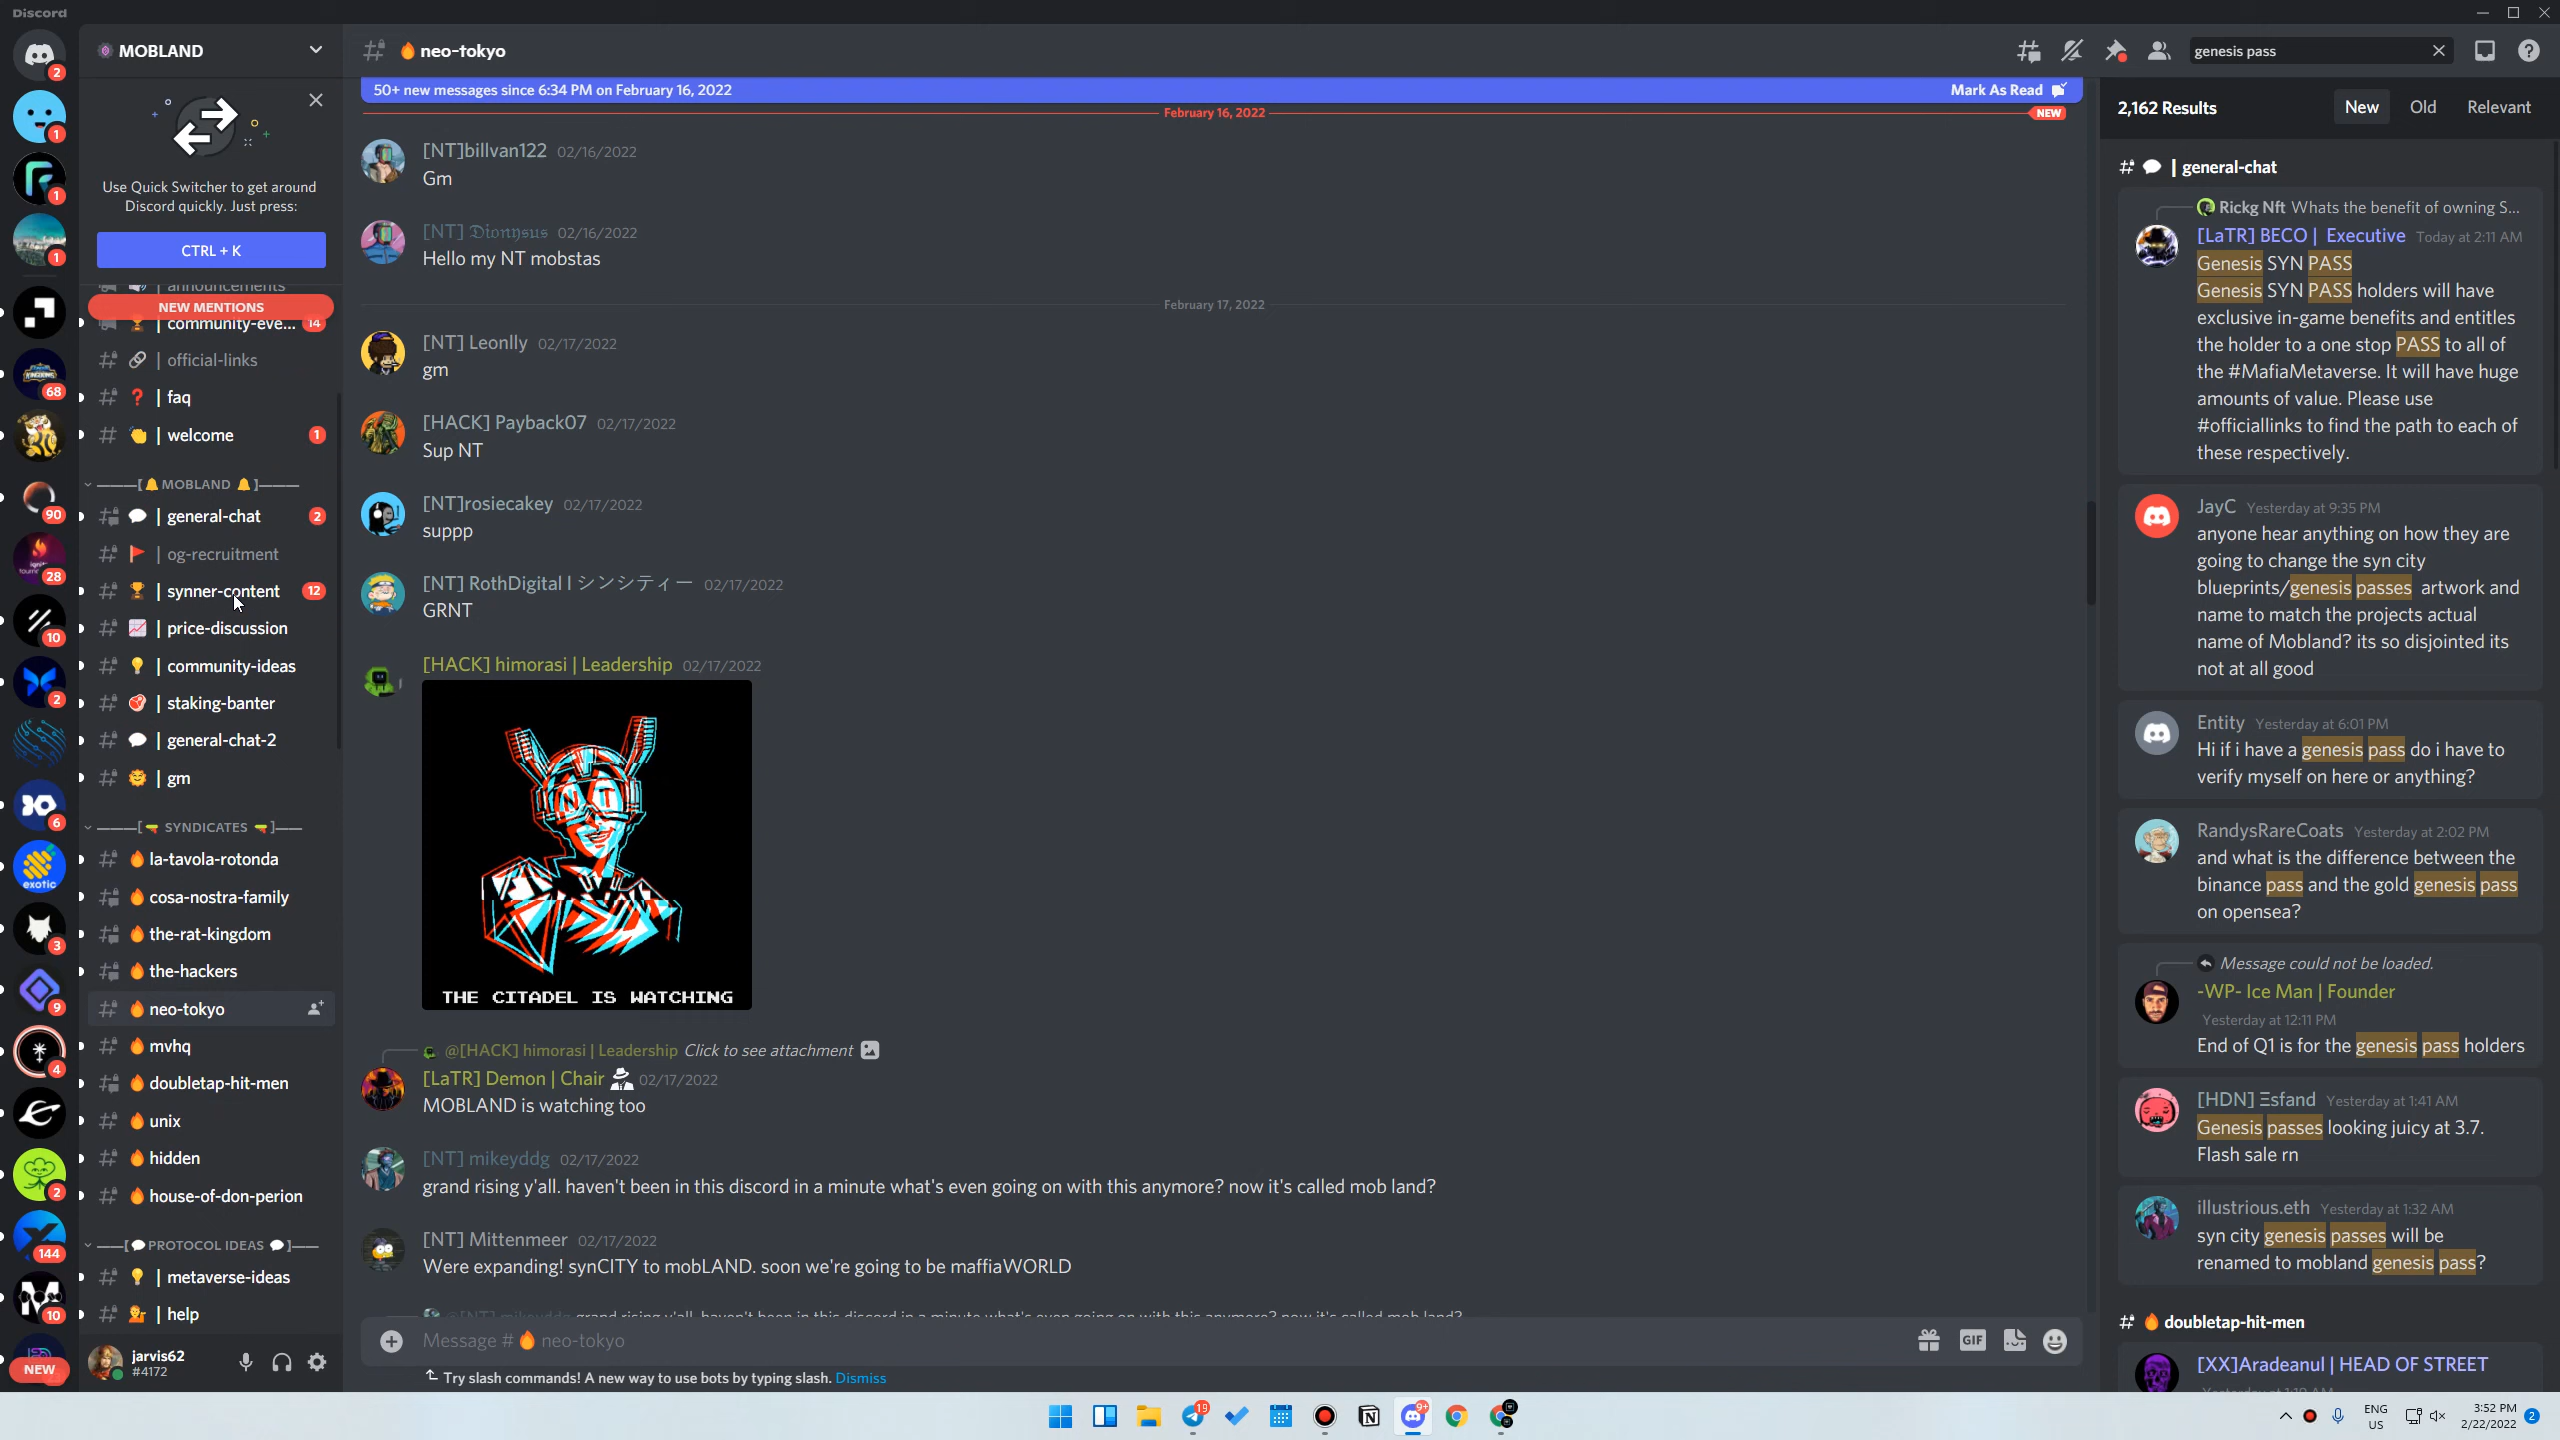 Discord
MOBLAND
neo-tokyo
genesis pass
Use Quick Switcher to get around
Discord quickly. Just press:
CTRL + K
announcements
NEW MENTIONS
community-eve... 14
| official-links
| faq
| welcome 1
[ MOBLAND ]
| general-chat 2
| og-recruitment
| synner-content 12
| price-discussion
| community-ideas
| staking-banter
| general-chat-2
| gm
[ SYNDICATES ]
la-tavola-rotonda
cosa-nostra-family
the-rat-kingdom
the-hackers
neo-tokyo
mvhq
doubletap-hit-men
unix
hidden
house-of-don-perion
[ PROTOCOL IDEAS ]
| metaverse-ideas
| help
jarvis62
#4172
2
1
1
1
68
90
28
10
2
6
exotic
3
9
4
2
144
10
NEW
50+ new messages since 6:34 PM on February 16, 2022 Mark As Read
February 16, 2022 NEW
[NT]billvan122 02/16/2022
Gm
[NT] 𝔇𝔦𝔬𝔫𝔶𝔰𝔲𝔰 02/16/2022
Hello my NT mobstas
February 17, 2022
[NT] Leonlly 02/17/2022
gm
[HACK] Payback07 02/17/2022
Sup NT
[NT]rosiecakey 02/17/2022
suppp
[NT] RothDigital l シンシティー 02/17/2022
GRNT
[HACK] himorasi | Leadership 02/17/2022
NT
THE CITADEL IS WATCHING
@[HACK] himorasi | Leadership Click to see attachment
[LaTR] Demon | Chair 02/17/2022
MOBLAND is watching too
[NT] mikeyddg 02/17/2022
grand rising y'all. haven't been in this discord in a minute what's even going on with this anymore? now it's called mob land?
[NT] Mittenmeer 02/17/2022
Were expanding! synCITY to mobLAND. soon we're going to be maffiaWORLD
@[NT] mikeyddg grand rising y'all. haven't been in this discord in a minute what's even going on with this anymore? now it's called mob land?
Message # neo-tokyo
GIF
Try slash commands! A new way to use bots by typing slash. Dismiss
2,162 Results New Old Relevant
# | general-chat
Rickg Nft Whats the benefit of owning S...
[LaTR] BECO | Executive Today at 2:11 AM
Genesis SYN PASS
Genesis SYN PASS holders will have
exclusive in-game benefits and entitles
the holder to a one stop PASS to all of
the #MafiaMetaverse. It will have huge
amounts of value. Please use
#officiallinks to find the path to each of
these respectively.
JayC Yesterday at 9:35 PM
anyone hear anything on how they are
going to change the syn city
blueprints/genesis passes artwork and
name to match the projects actual
name of Mobland? its so disjointed its
not at all good
Entity Yesterday at 6:01 PM
Hi if i have a genesis pass do i have to
verify myself on here or anything?
RandysRareCoats Yesterday at 2:02 PM
and what is the difference between the
binance pass and the gold genesis pass
on opensea?
Message could not be loaded.
-WP- Ice Man | Founder
Yesterday at 12:11 PM
End of Q1 is for the genesis pass holders
[HDN] Ξsfand Yesterday at 1:41 AM
Genesis passes looking juicy at 3.7.
Flash sale rn
illustrious.eth Yesterday at 1:32 AM
syn city genesis passes will be
renamed to mobland genesis pass?
# doubletap-hit-men
[XX]Aradeanul | HEAD OF STREET
19
9+
ENG
US
3:52 PM
2/22/2022
2